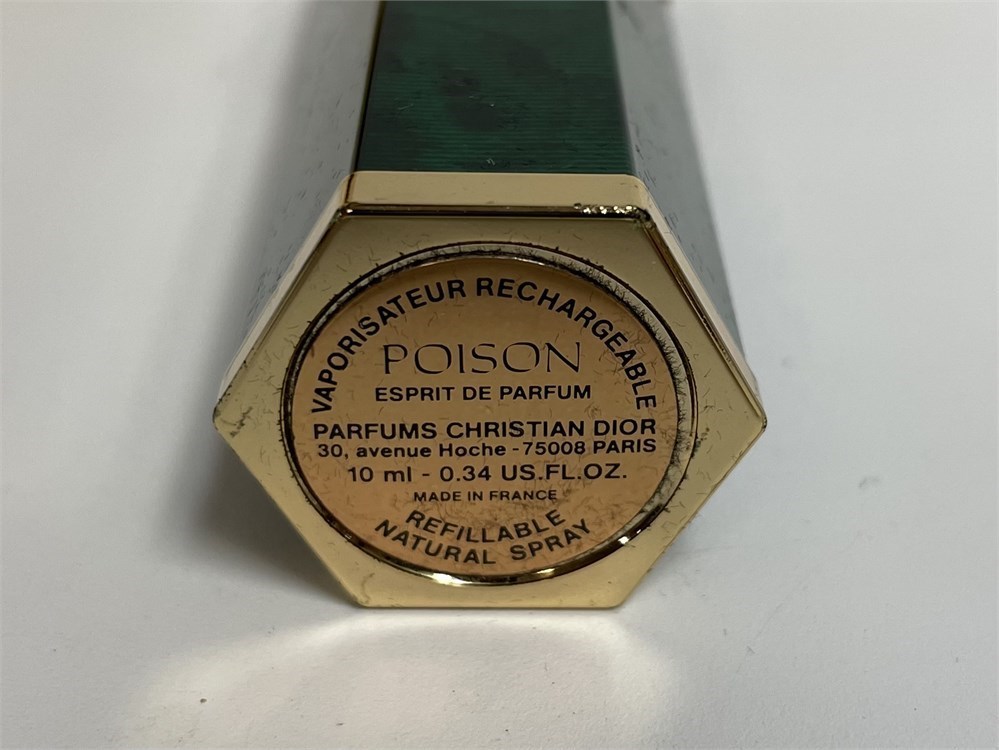 VAPORISATEUR RECHARGEABLE
POISON
ESPRIT DE PARFUM
PARFUMS CHRISTIAN DIOR
30, avenue Hoche - 75008 PARIS
10 ml - 0.34 US.FL.OZ.
MADE IN FRANCE
REFILLABLE
NATURAL SPRAY